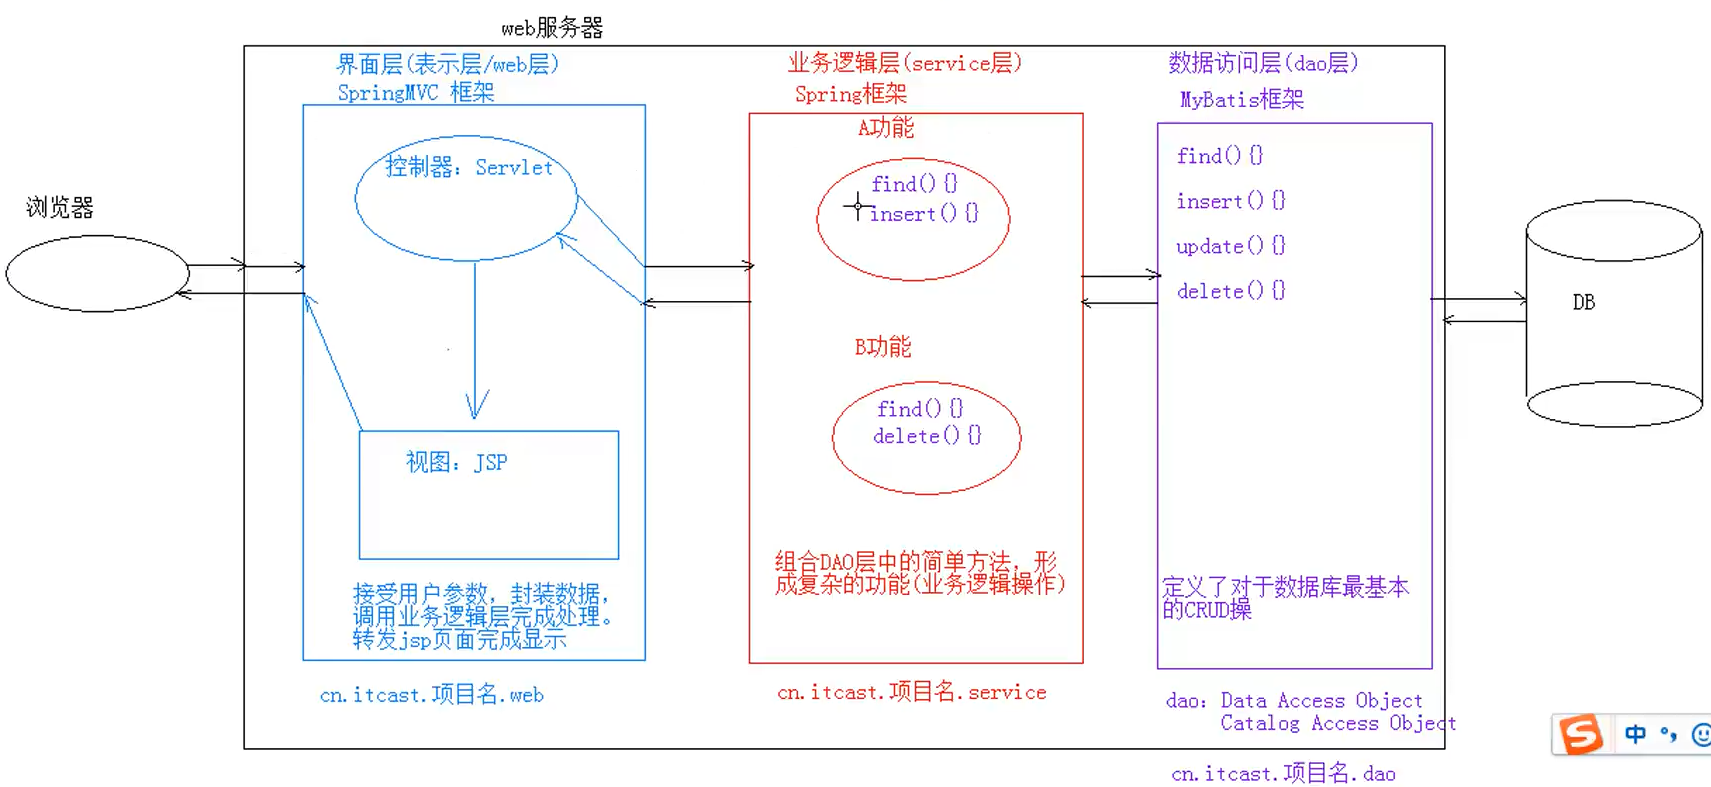 web服务器
界面层(表示层/web层)
SpringMVC 框架
控制器：Servlet
视图：JSP
接受用户参数，封装数据，
调用业务逻辑层完成处理。
转发jsp页面完成显示
cn.itcast.项目名.web
浏览器
业务逻辑层(service层)
Spring框架
A功能
find(){}
insert(){}
B功能
find(){}
delete(){}
组合DAO层中的简单方法，形
成复杂的功能(业务逻辑操作)
cn.itcast.项目名.service
数据访问层(dao层)
MyBatis框架
find(){}
insert(){}
update(){}
delete(){}
定义了对于数据库最基本
的CRUD操
dao：Data Access Object
Catalog Access Object
cn.itcast.项目名.dao
DB
S 中 °,